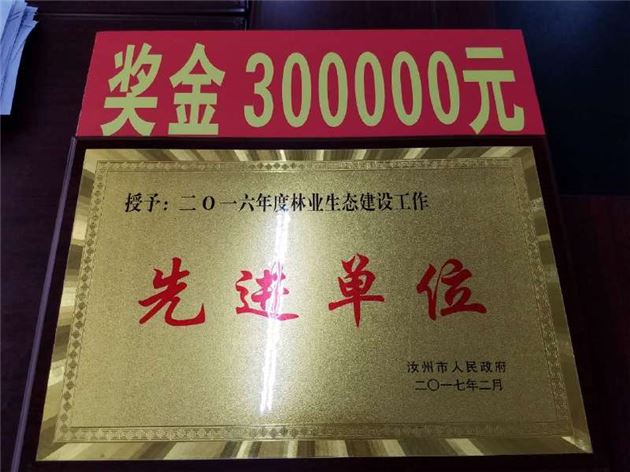 奖金300000元
授予：二〇一六年度林业生态建设工作
先进单位
汝州市人民政府
二〇一七年二月